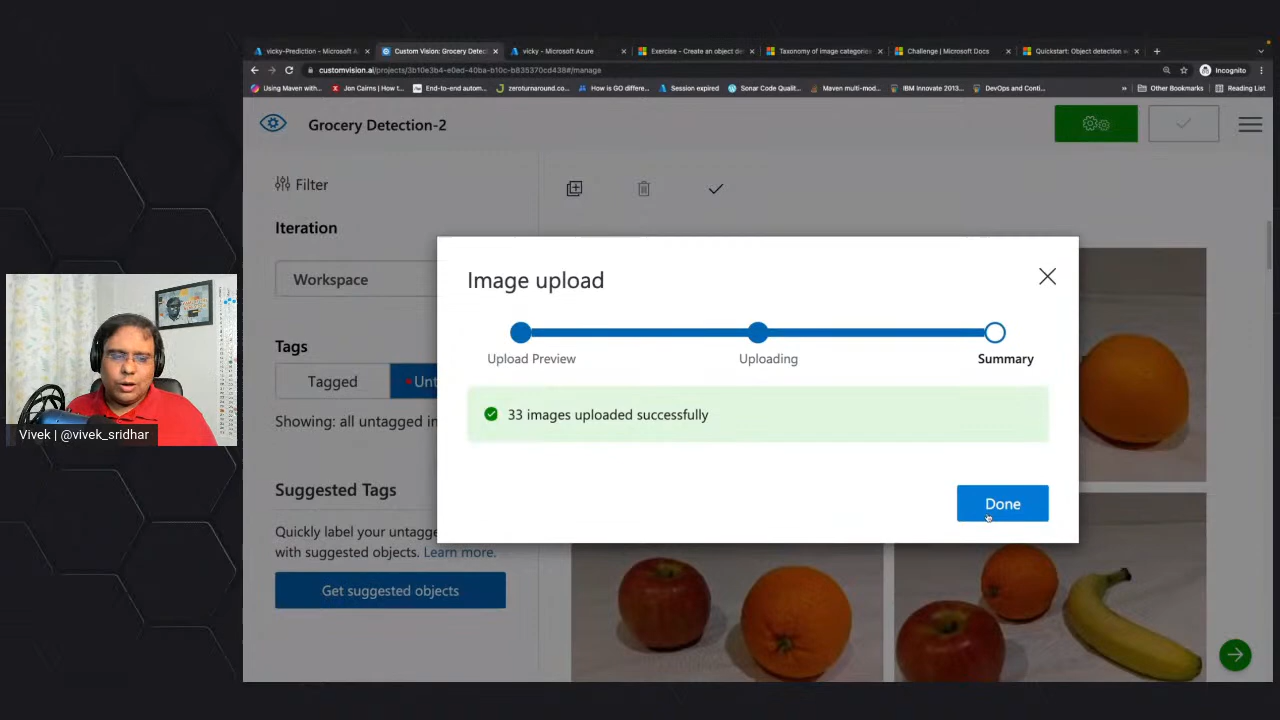 vicky-Prediction - Microsoft A
Custom Vision: Grocery Detec
vicky - Microsoft Azure
Exercise - Create an object de
Taxonomy of image categories
Challenge | Microsoft Docs
Quickstart: Object detection w
customvision.ai/projects/3b10e3b4-e0ed-40ba-b10c-b835370cd438#/manage
Incognito
Using Maven with...
Jon Cairns | How t...
End-to-end autom...
zeroturnaround.co...
How is GO differe...
Session expired
Sonar Code Qualit...
Maven multi-mod...
IBM Innovate 2013...
DevOps and Conti...
»
Other Bookmarks
Reading List
Grocery Detection-2
Filter
Iteration
Workspace
Tags
Tagged
Unt
Showing: all untagged in
Suggested Tags
Quickly label your untagge
with suggested objects. Learn more.
Get suggested objects
Image upload
Upload Preview
Uploading
Summary
33 images uploaded successfully
Done
Vivek | @vivek_sridhar